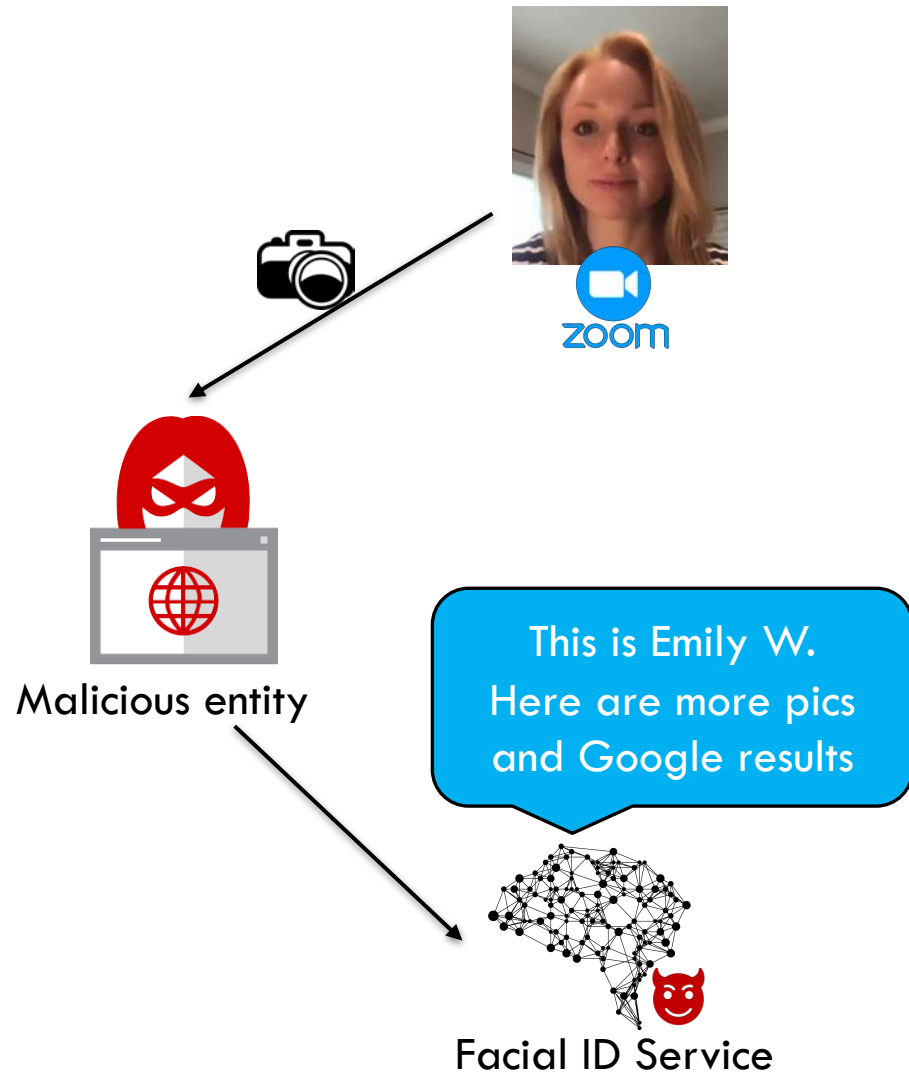 zoom
Malicious entity
This is Emily W.
Here are more pics
and Google results
Facial ID Service